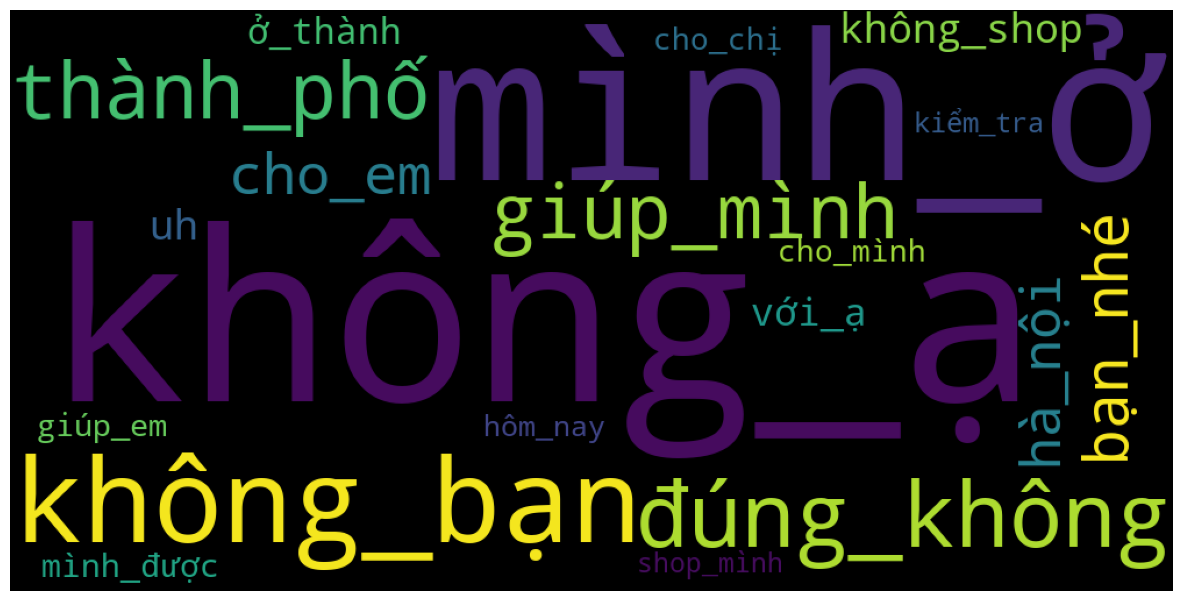 ở_thành
cho_chị
không_shop
thành_phố
mình_ở
kiểm_tra
cho_em
giúp_mình
uh
cho_mình
không_ạ
với_ạ
hà_nội
bạn_nhé
giúp_em
hôm_nay
không_bạn
đúng_không
mình_được
shop_mình